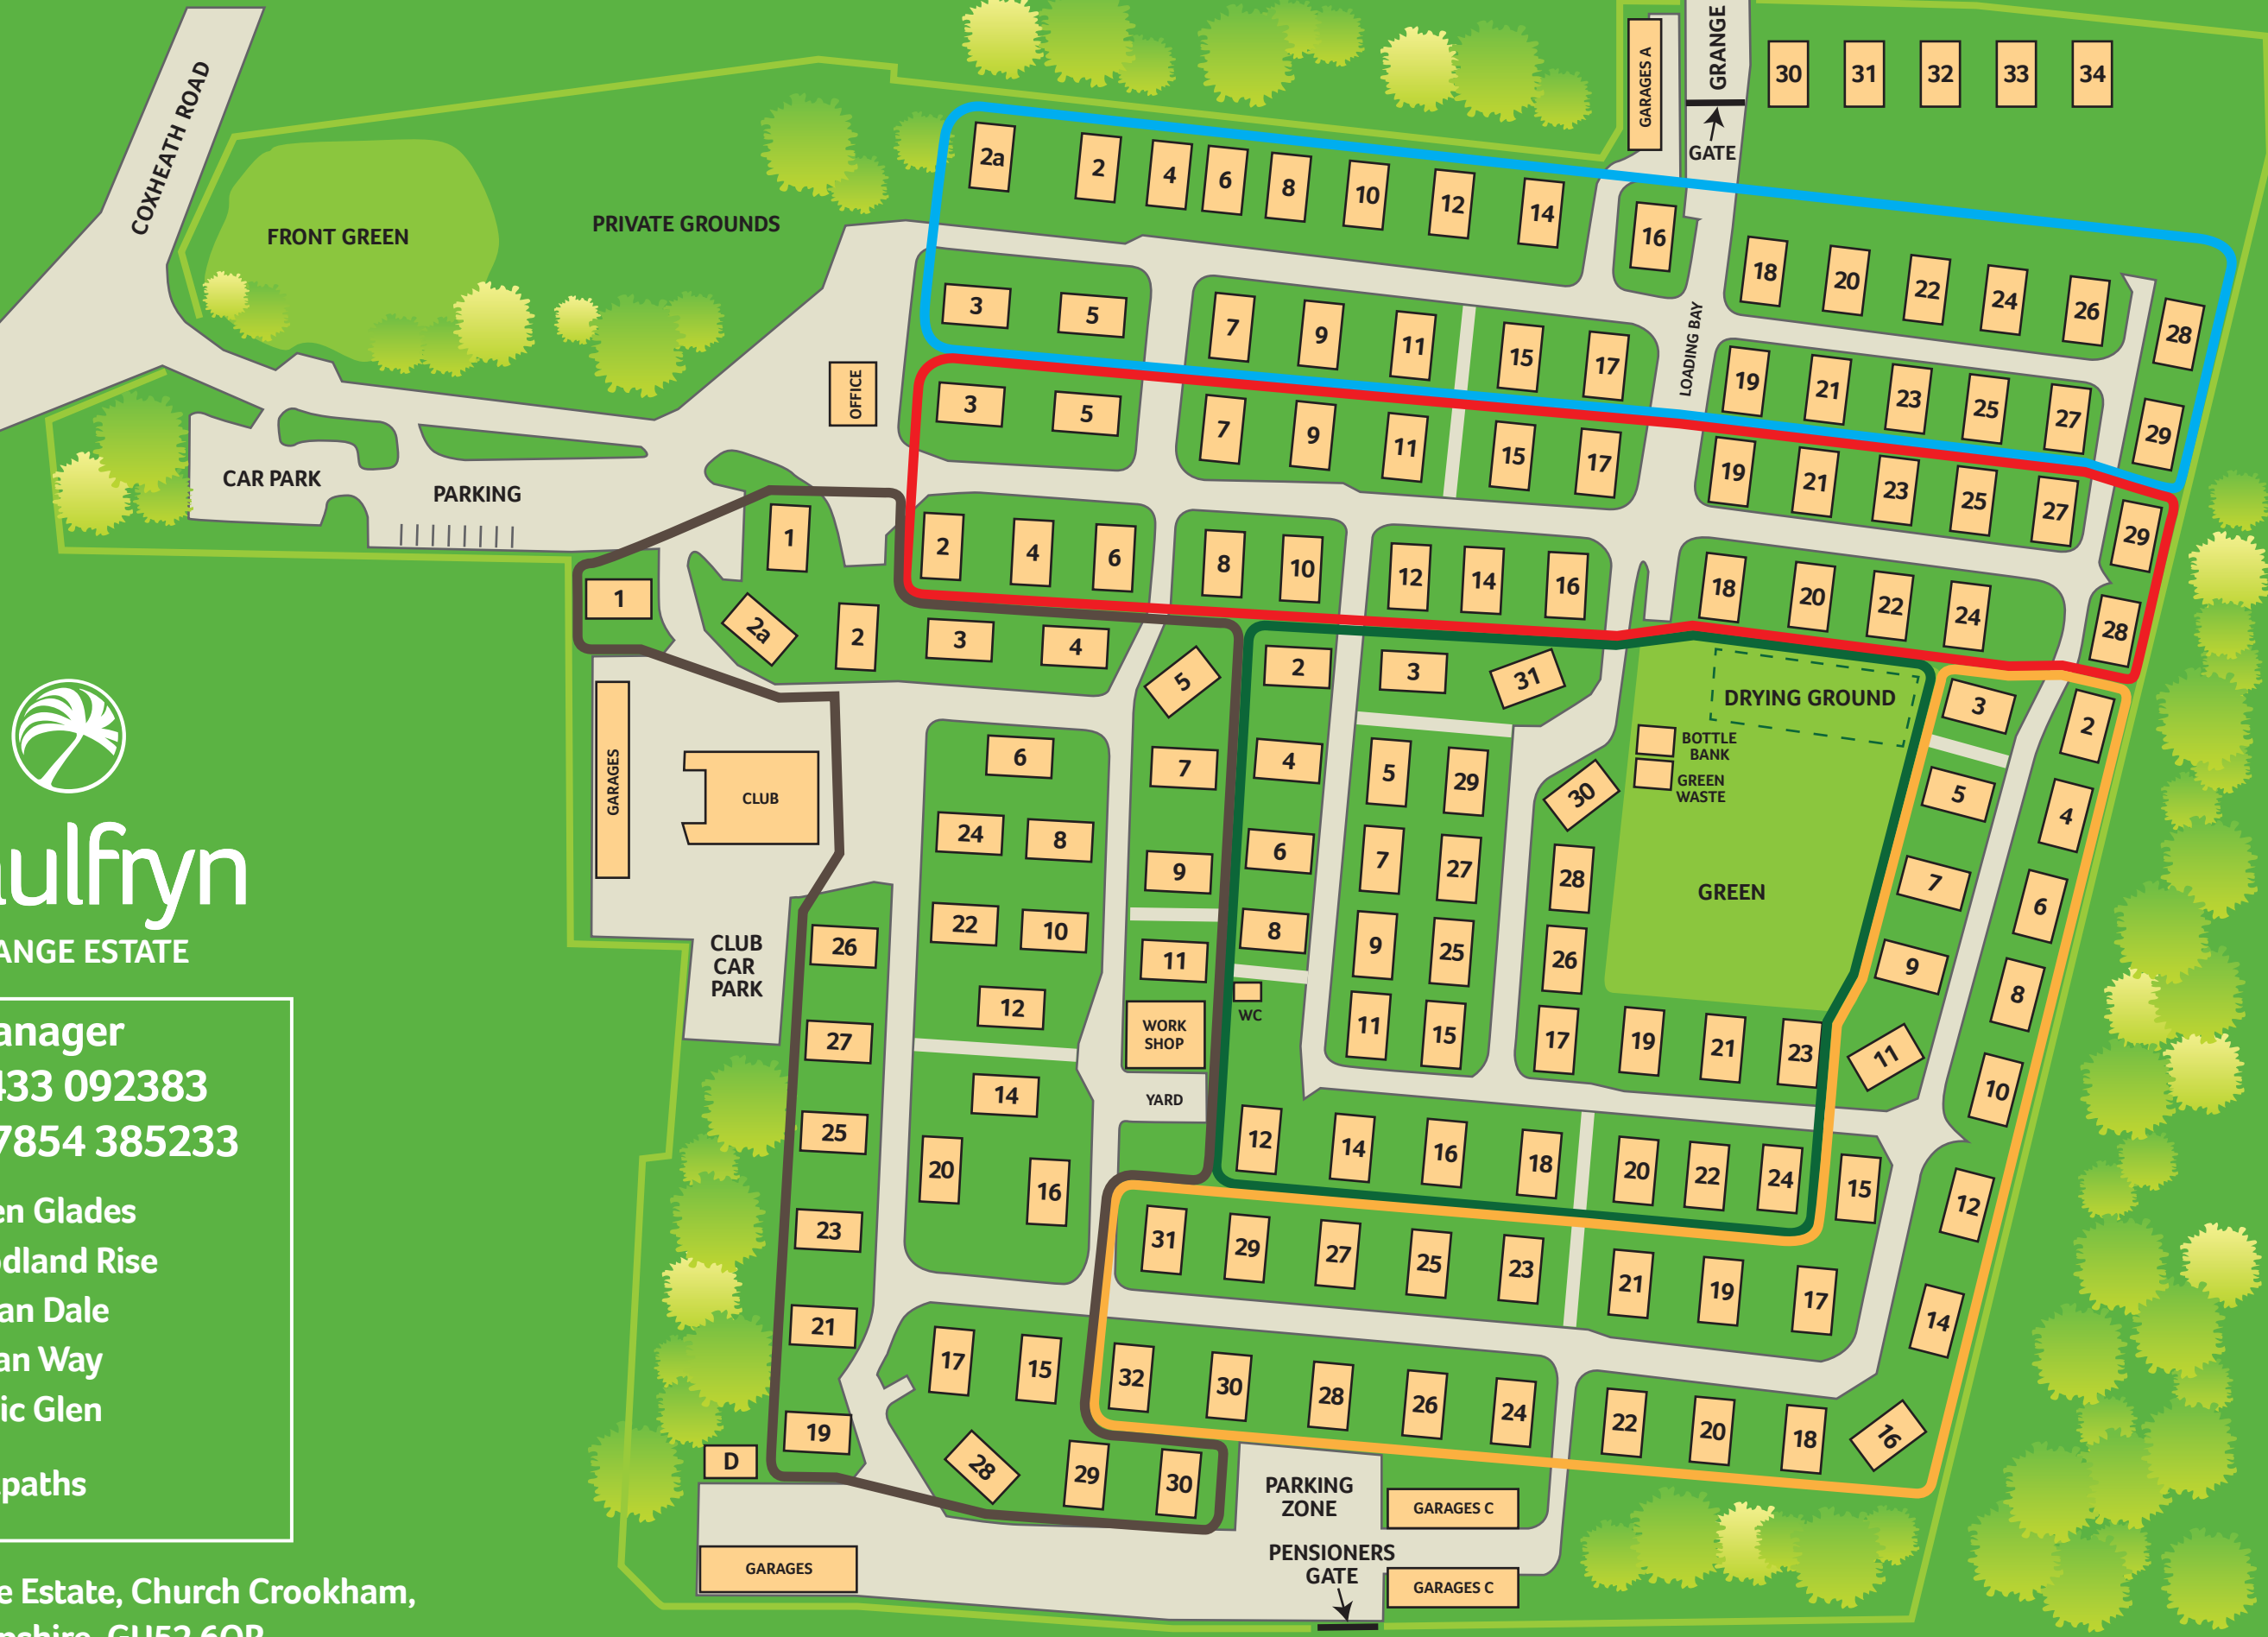 COXHEATH ROAD
FRONT GREEN
PRIVATE GROUNDS
CAR PARK
PARKING
OFFICE
GARAGES A
GRANGE
GATE
30 31 32 33 34
2a 2 4 6 8 10 12 14 16 18 20 22 24 26 28
3 5 7 9 11 15 17 19 21 23 25 27 29
LOADING BAY
3 5 7 9 11 15 17 19 21 23 25 27 29
2 4 6 8 10 12 14 16 18 20 22 24 28
1 1
2a 2 3 4 5
GARAGES
CLUB
CLUB
CAR
PARK
6 7
24 8 9
22 10 11
12
WORK
SHOP
YARD
14
20 16
26
27
25
23
21
19
17 15
28 29 30
D
GARAGES
2 3 31
4 5 29 30
6 7 27 28
8 9 25 26
WC
11 15 17 19 21 23
12 14 16 18 20 22 24
DRYING GROUND
BOTTLE
BANK
GREEN
WASTE
GREEN
3 2
5 4
7 6
9 8
11 10
15 12
14
31 29 27 25 23 21 19 17
32 30 28 26 24 22 20 18 16
PARKING
ZONE
GARAGES C
PENSIONERS
GATE
GARAGES C
ulfryn
ANGE ESTATE
anager
433 092383
7854 385233
en Glades
dland Rise
an Dale
an Way
ic Glen
paths
e Estate, Church Crookham,